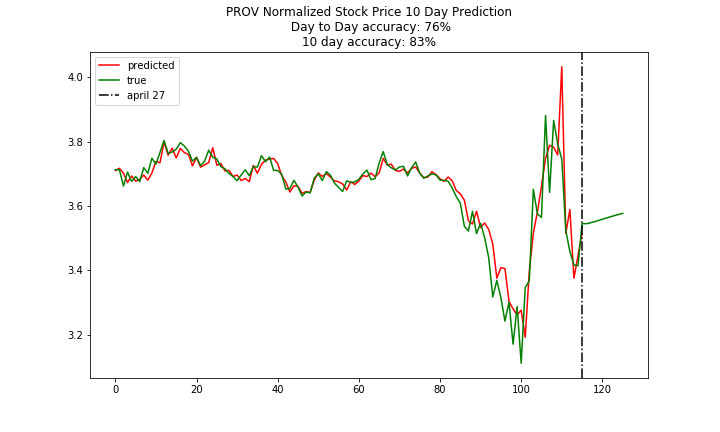 PROV Normalized Stock Price 10 Day Prediction
Day to Day accuracy: 76%
10 day accuracy: 83%
predicted
true
april 27
4.0
3.8
3.6
3.4
3.2
0 20 40 60 80 100 120